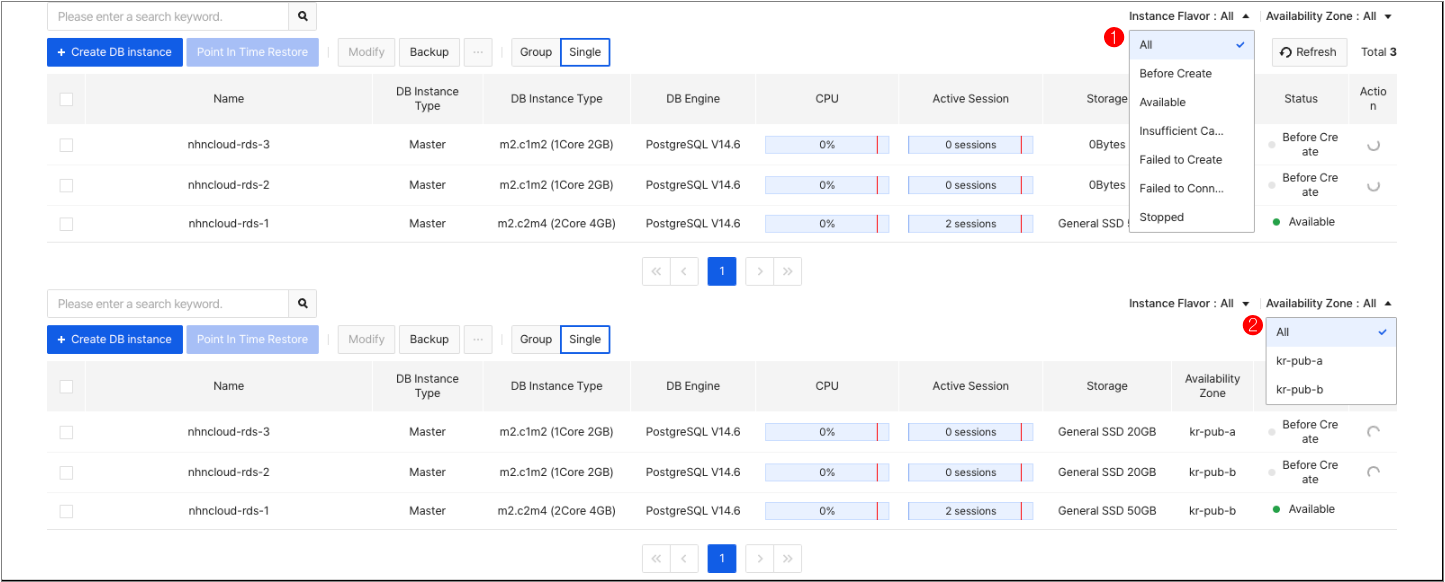 Please enter a search keyword.
Instance Flavor : All
Availability Zone : All
+ Create DB instance
Point In Time Restore
Modify
Backup
...
Group
Single
1
All
Before Create
Available
Insufficient Ca...
Failed to Create
Failed to Conn...
Stopped
Refresh
Total 3
Name
DB Instance
Type
DB Instance Type
DB Engine
CPU
Active Session
Storage
Status
Actio
n
nhncloud-rds-3
Master
m2.c1m2 (1Core 2GB)
PostgreSQL V14.6
0%
0 sessions
0Bytes
Before Cre
ate
nhncloud-rds-2
Master
m2.c1m2 (1Core 2GB)
PostgreSQL V14.6
0%
0 sessions
0Bytes
Before Cre
ate
nhncloud-rds-1
Master
m2.c2m4 (2Core 4GB)
PostgreSQL V14.6
0%
2 sessions
General SSD
Available
1
Please enter a search keyword.
Instance Flavor : All
Availability Zone : All
+ Create DB instance
Point In Time Restore
Modify
Backup
...
Group
Single
2
All
kr-pub-a
kr-pub-b
Name
DB Instance
Type
DB Instance Type
DB Engine
CPU
Active Session
Storage
Availability
Zone
nhncloud-rds-3
Master
m2.c1m2 (1Core 2GB)
PostgreSQL V14.6
0%
0 sessions
General SSD 20GB
kr-pub-a
Before Cre
ate
nhncloud-rds-2
Master
m2.c1m2 (1Core 2GB)
PostgreSQL V14.6
0%
0 sessions
General SSD 20GB
kr-pub-b
Before Cre
ate
nhncloud-rds-1
Master
m2.c2m4 (2Core 4GB)
PostgreSQL V14.6
0%
2 sessions
General SSD 50GB
kr-pub-b
Available
1